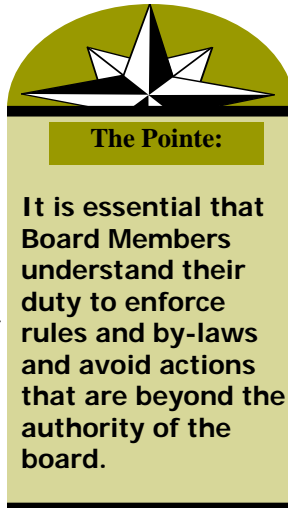 The Pointe:
It is essential that
Board Members
understand their
duty to enforce
rules and by-laws
and avoid actions
that are beyond the
authority of the
board.